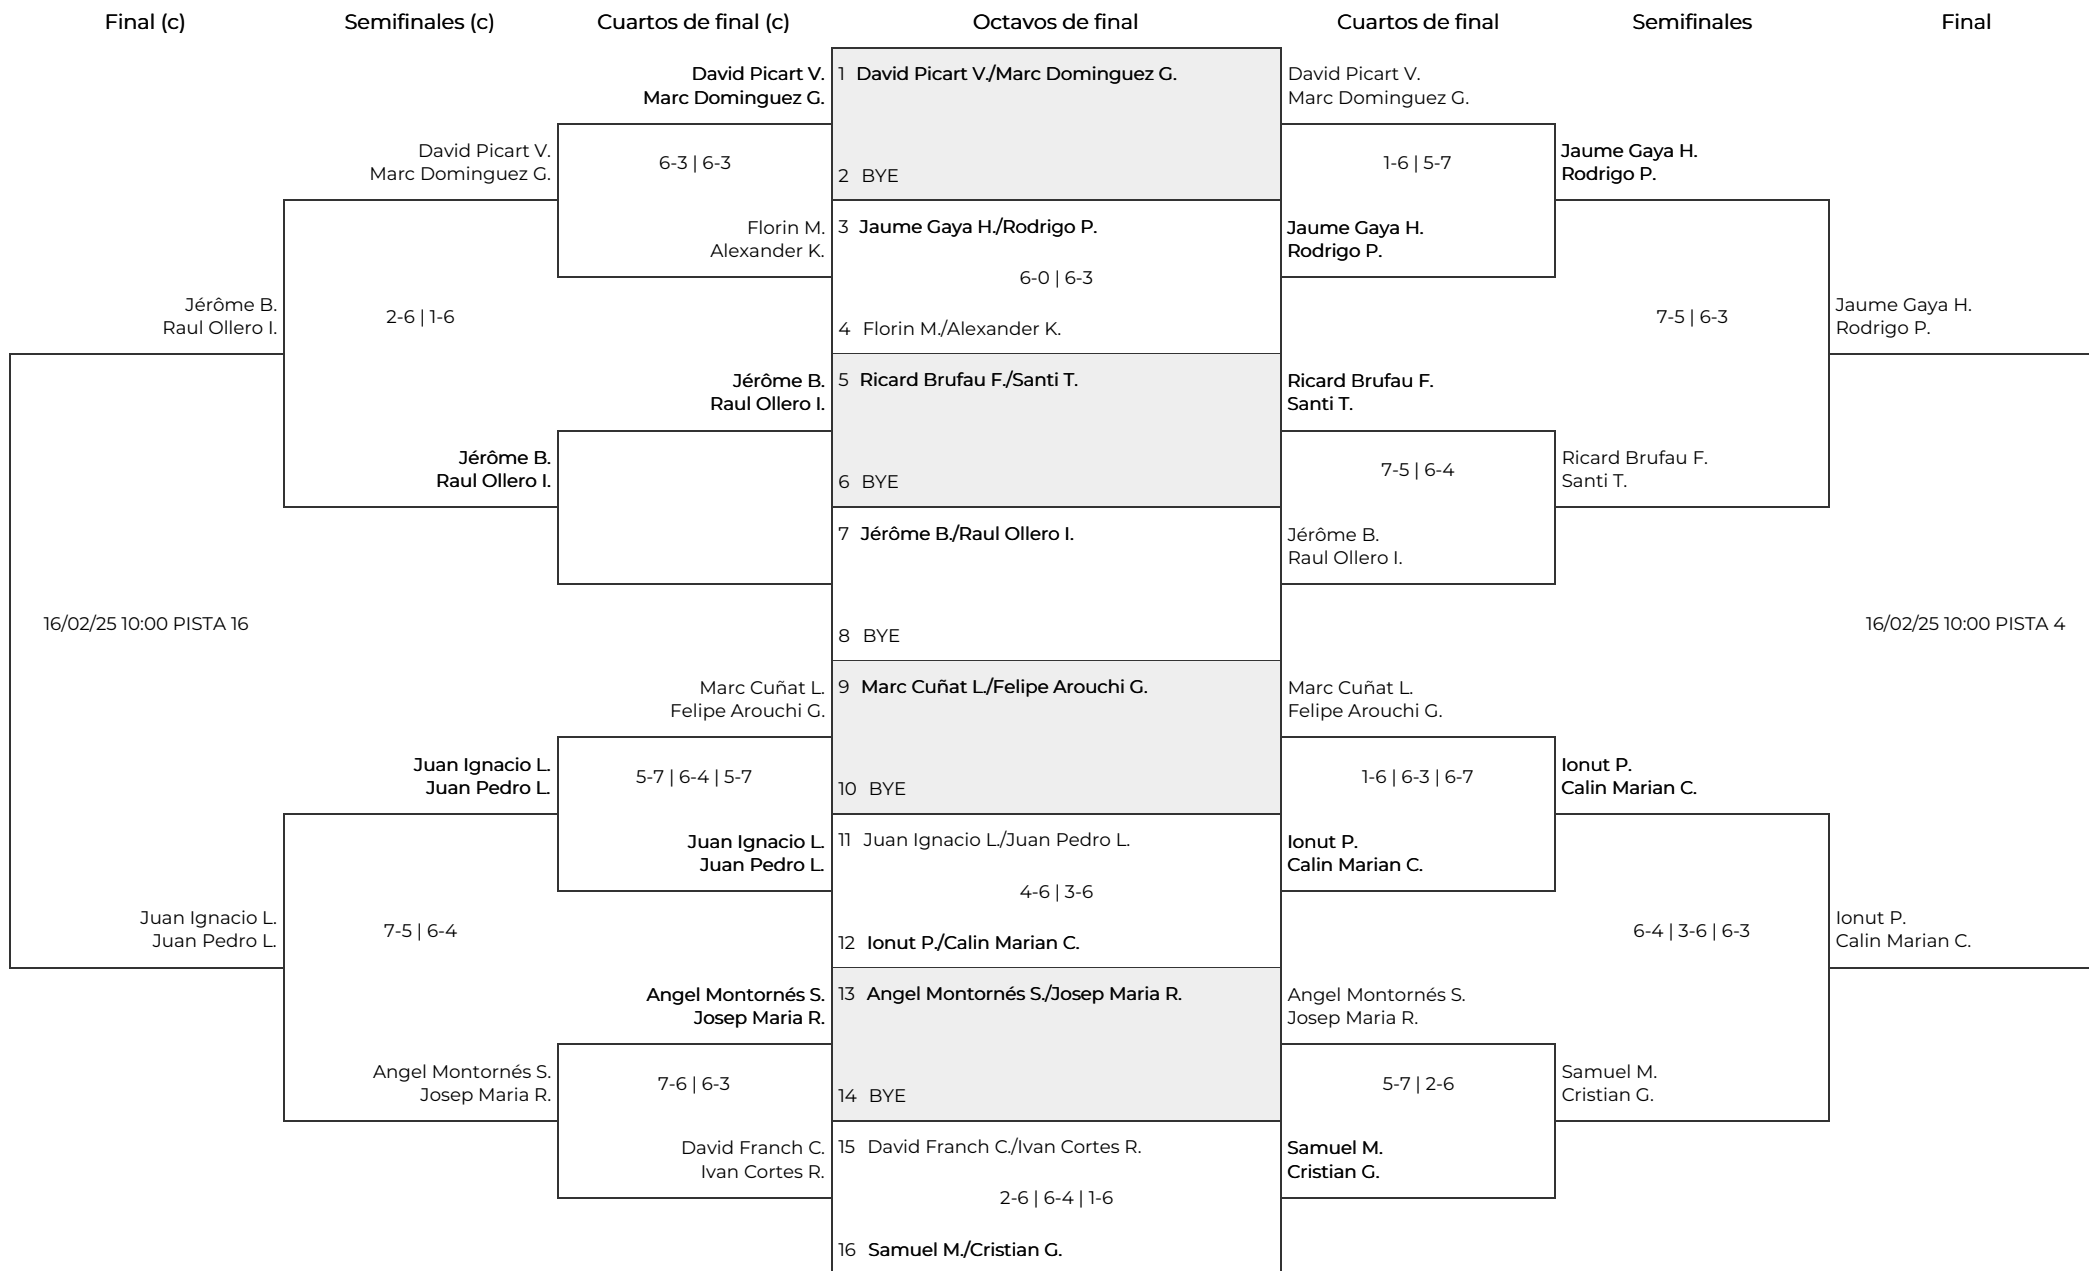 Final (c)
Semifinales (c)
Cuartos de final (c)
Octavos de final
Cuartos de final
Semifinales
Final
Jérôme B.
Raul Ollero I.
16/02/25 10:00 PISTA 16
Juan Ignacio L.
Juan Pedro L.
David Picart V.
Marc Dominguez G.
2-6 | 1-6
Jérôme B.
Raul Ollero I.
Juan Ignacio L.
Juan Pedro L.
7-5 | 6-4
Angel Montornés S.
Josep Maria R.
David Picart V.
Marc Dominguez G.
6-3 | 6-3
Florin M.
Alexander K.
Jérôme B.
Raul Ollero I.
Marc Cuñat L.
Felipe Arouchi G.
5-7 | 6-4 | 5-7
Juan Ignacio L.
Juan Pedro L.
Angel Montornés S.
Josep Maria R.
7-6 | 6-3
David Franch C.
Ivan Cortes R.
1 David Picart V./Marc Dominguez G.
2 BYE
3 Jaume Gaya H./Rodrigo P.
6-0 | 6-3
4 Florin M./Alexander K.
5 Ricard Brufau F./Santi T.
6 BYE
7 Jérôme B./Raul Ollero I.
8 BYE
9 Marc Cuñat L./Felipe Arouchi G.
10 BYE
11 Juan Ignacio L./Juan Pedro L.
4-6 | 3-6
12 Ionut P./Calin Marian C.
13 Angel Montornés S./Josep Maria R.
14 BYE
15 David Franch C./Ivan Cortes R.
2-6 | 6-4 | 1-6
16 Samuel M./Cristian G.
David Picart V.
Marc Dominguez G.
1-6 | 5-7
Jaume Gaya H.
Rodrigo P.
Ricard Brufau F.
Santi T.
7-5 | 6-4
Jérôme B.
Raul Ollero I.
Marc Cuñat L.
Felipe Arouchi G.
1-6 | 6-3 | 6-7
Ionut P.
Calin Marian C.
Angel Montornés S.
Josep Maria R.
5-7 | 2-6
Samuel M.
Cristian G.
Jaume Gaya H.
Rodrigo P.
7-5 | 6-3
Ricard Brufau F.
Santi T.
Ionut P.
Calin Marian C.
6-4 | 3-6 | 6-3
Samuel M.
Cristian G.
Jaume Gaya H.
Rodrigo P.
16/02/25 10:00 PISTA 4
Ionut P.
Calin Marian C.